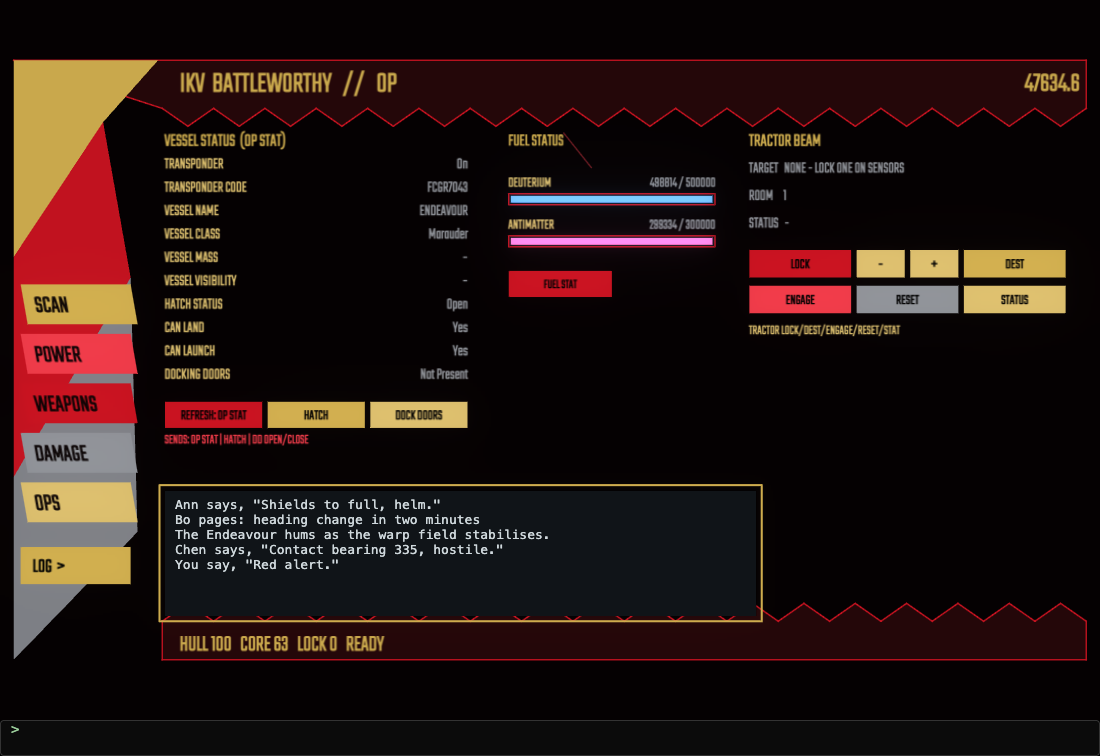 IKV BATTLEWORTHY // OP
47634.6
SCAN
POWER
WEAPONS
DAMAGE
OPS
LOG >
VESSEL STATUS (OP STAT)
TRANSPONDER On
TRANSPONDER CODE FCGR7043
VESSEL NAME ENDEAVOUR
VESSEL CLASS Marauder
VESSEL MASS -
VESSEL VISIBILITY -
HATCH STATUS Open
CAN LAND Yes
CAN LAUNCH Yes
DOCKING DOORS Not Present
REFRESH: OP STAT HATCH DOCK DOORS
SENDS: OP STAT | HATCH | DD OPEN/CLOSE
FUEL STATUS
DEUTERIUM 498814 / 500000
ANTIMATTER 299334 / 300000
FUEL STAT
TRACTOR BEAM
TARGET NONE - LOCK ONE ON SENSORS
ROOM 1
STATUS -
LOCK - + DEST
ENGAGE RESET STATUS
TRACTOR LOCK/DEST/ENGAGE/RESET/STAT
Ann says, "Shields to full, helm."
Bo pages: heading change in two minutes
The Endeavour hums as the warp field stabilises.
Chen says, "Contact bearing 335, hostile."
You say, "Red alert."
HULL 100 CORE 63 LOCK 0 READY
>